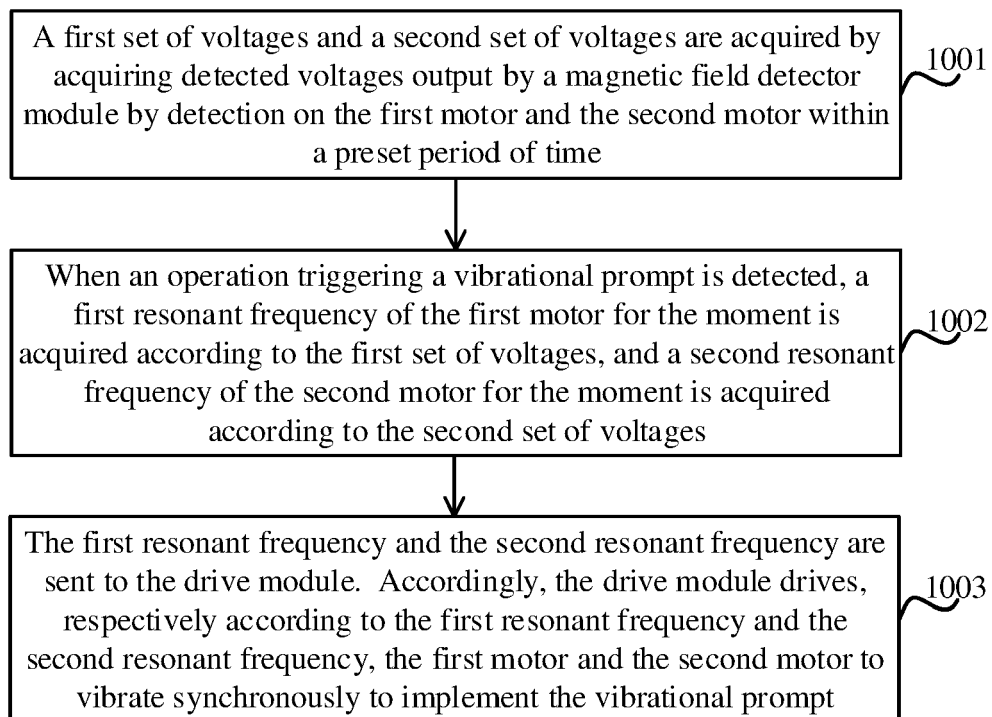 A first set of voltages and a second set of voltages are acquired by
acquiring detected voltages output by a magnetic field detector
module by detection on the first motor and the second motor within
a preset period of time
1001
When an operation triggering a vibrational prompt is detected, a
first resonant frequency of the first motor for the moment is
acquired according to the first set of voltages, and a second resonant
frequency of the second motor for the moment is acquired
according to the second set of voltages
1002
The first resonant frequency and the second resonant frequency are
sent to the drive module. Accordingly, the drive module drives,
respectively according to the first resonant frequency and the
second resonant frequency, the first motor and the second motor to
vibrate synchronously to implement the vibrational prompt
1003